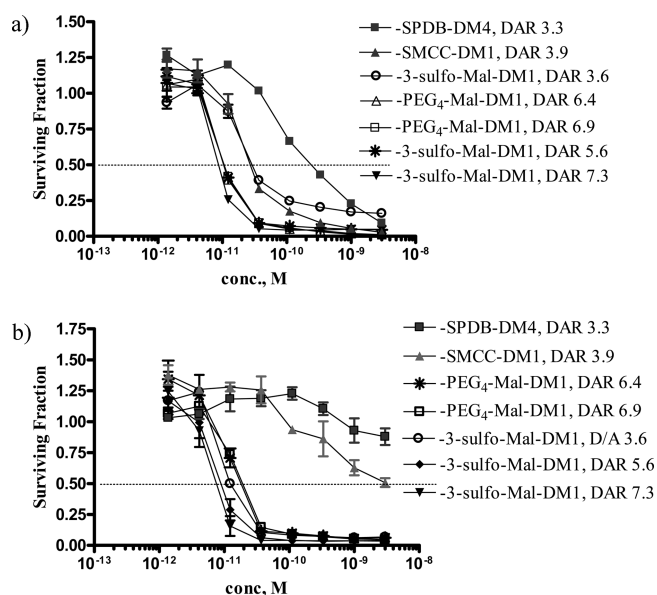 a)
1.50
1.25
1.00
0.75
0.50
0.25
0.00
Surviving Fraction
10⁻¹³ 10⁻¹² 10⁻¹¹ 10⁻¹⁰ 10⁻⁹ 10⁻⁸
conc., M
-SPDB-DM4, DAR 3.3
-SMCC-DM1, DAR 3.9
-3-sulfo-Mal-DM1, DAR 3.6
-PEG₄-Mal-DM1, DAR 6.4
-PEG₄-Mal-DM1, DAR 6.9
-3-sulfo-Mal-DM1, DAR 5.6
-3-sulfo-Mal-DM1, DAR 7.3
b)
1.75
1.50
1.25
1.00
0.75
0.50
0.25
0.00
Surviving Fraction
10⁻¹³ 10⁻¹² 10⁻¹¹ 10⁻¹⁰ 10⁻⁹ 10⁻⁸
conc, M
-SPDB-DM4, DAR 3.3
-SMCC-DM1, DAR 3.9
-PEG₄-Mal-DM1, DAR 6.4
-PEG₄-Mal-DM1, DAR 6.9
-3-sulfo-Mal-DM1, D/A 3.6
-3-sulfo-Mal-DM1, DAR 5.6
-3-sulfo-Mal-DM1, DAR 7.3